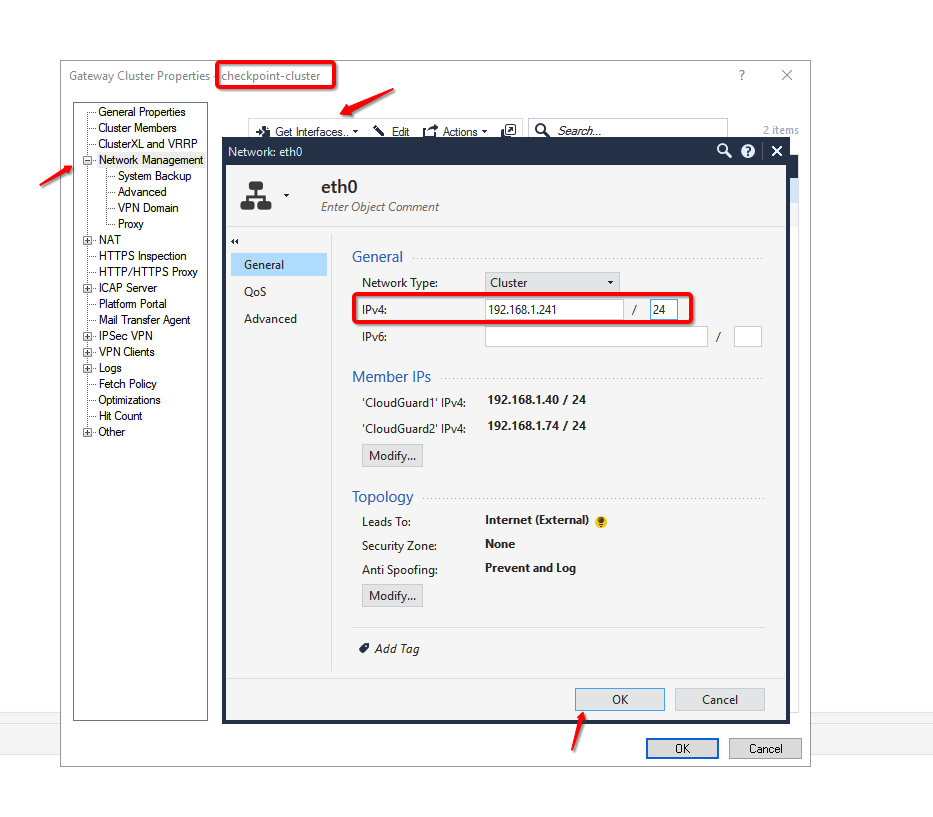 Gateway Cluster Properties - checkpoint-cluster
?
General Properties
Cluster Members
ClusterXL and VRRP
Network Management
System Backup
Advanced
VPN Domain
Proxy
NAT
HTTPS Inspection
HTTP/HTTPS Proxy
ICAP Server
Platform Portal
Mail Transfer Agent
IPSec VPN
VPN Clients
Logs
Fetch Policy
Optimizations
Hit Count
Other
Get Interfaces... Edit Actions Search... 2 items
Network: eth0 ?
eth0
Enter Object Comment
General
QoS
Advanced
General
Network Type: Cluster
IPv4: 192.168.1.241 / 24
IPv6: /
Member IPs
'CloudGuard1' IPv4: 192.168.1.40 / 24
'CloudGuard2' IPv4: 192.168.1.74 / 24
Modify...
Topology
Leads To: Internet (External)
Security Zone: None
Anti Spoofing: Prevent and Log
Modify...
Add Tag
OK Cancel
OK Cancel